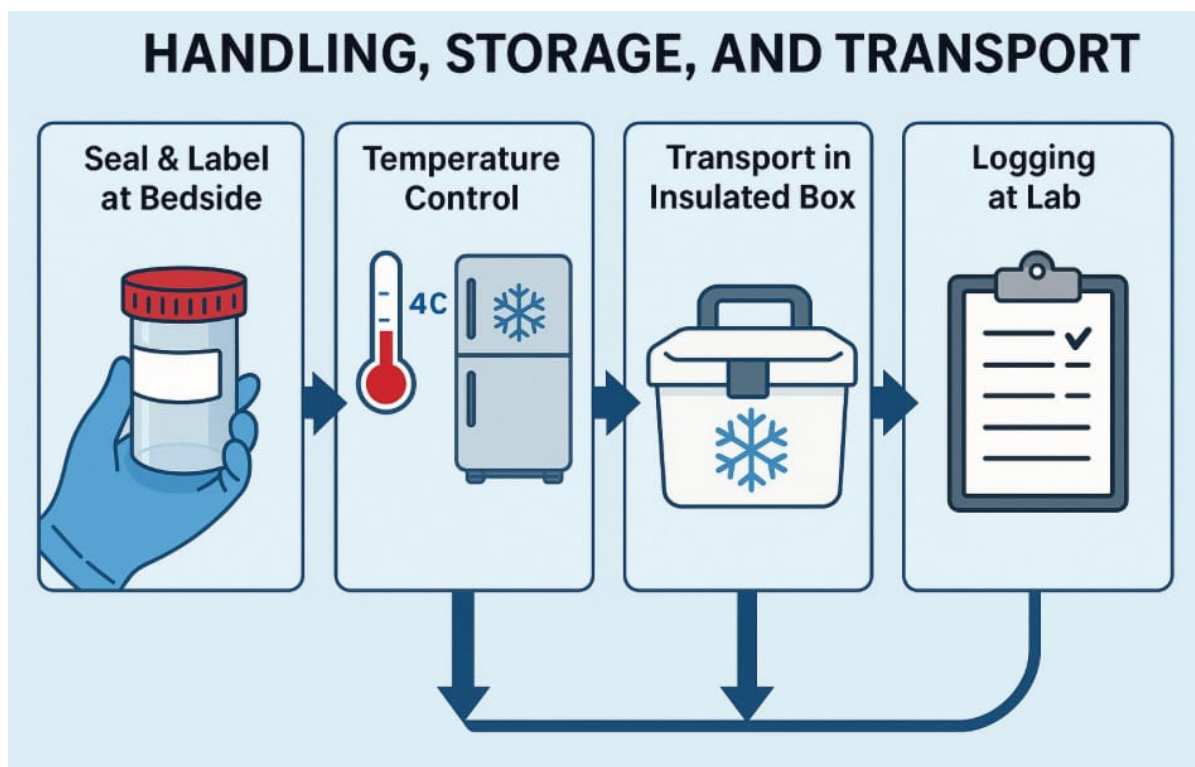 HANDLING, STORAGE, AND TRANSPORT
Seal & Label
at Bedside
Temperature
Control
4C
Transport in
Insulated Box
Logging
at Lab